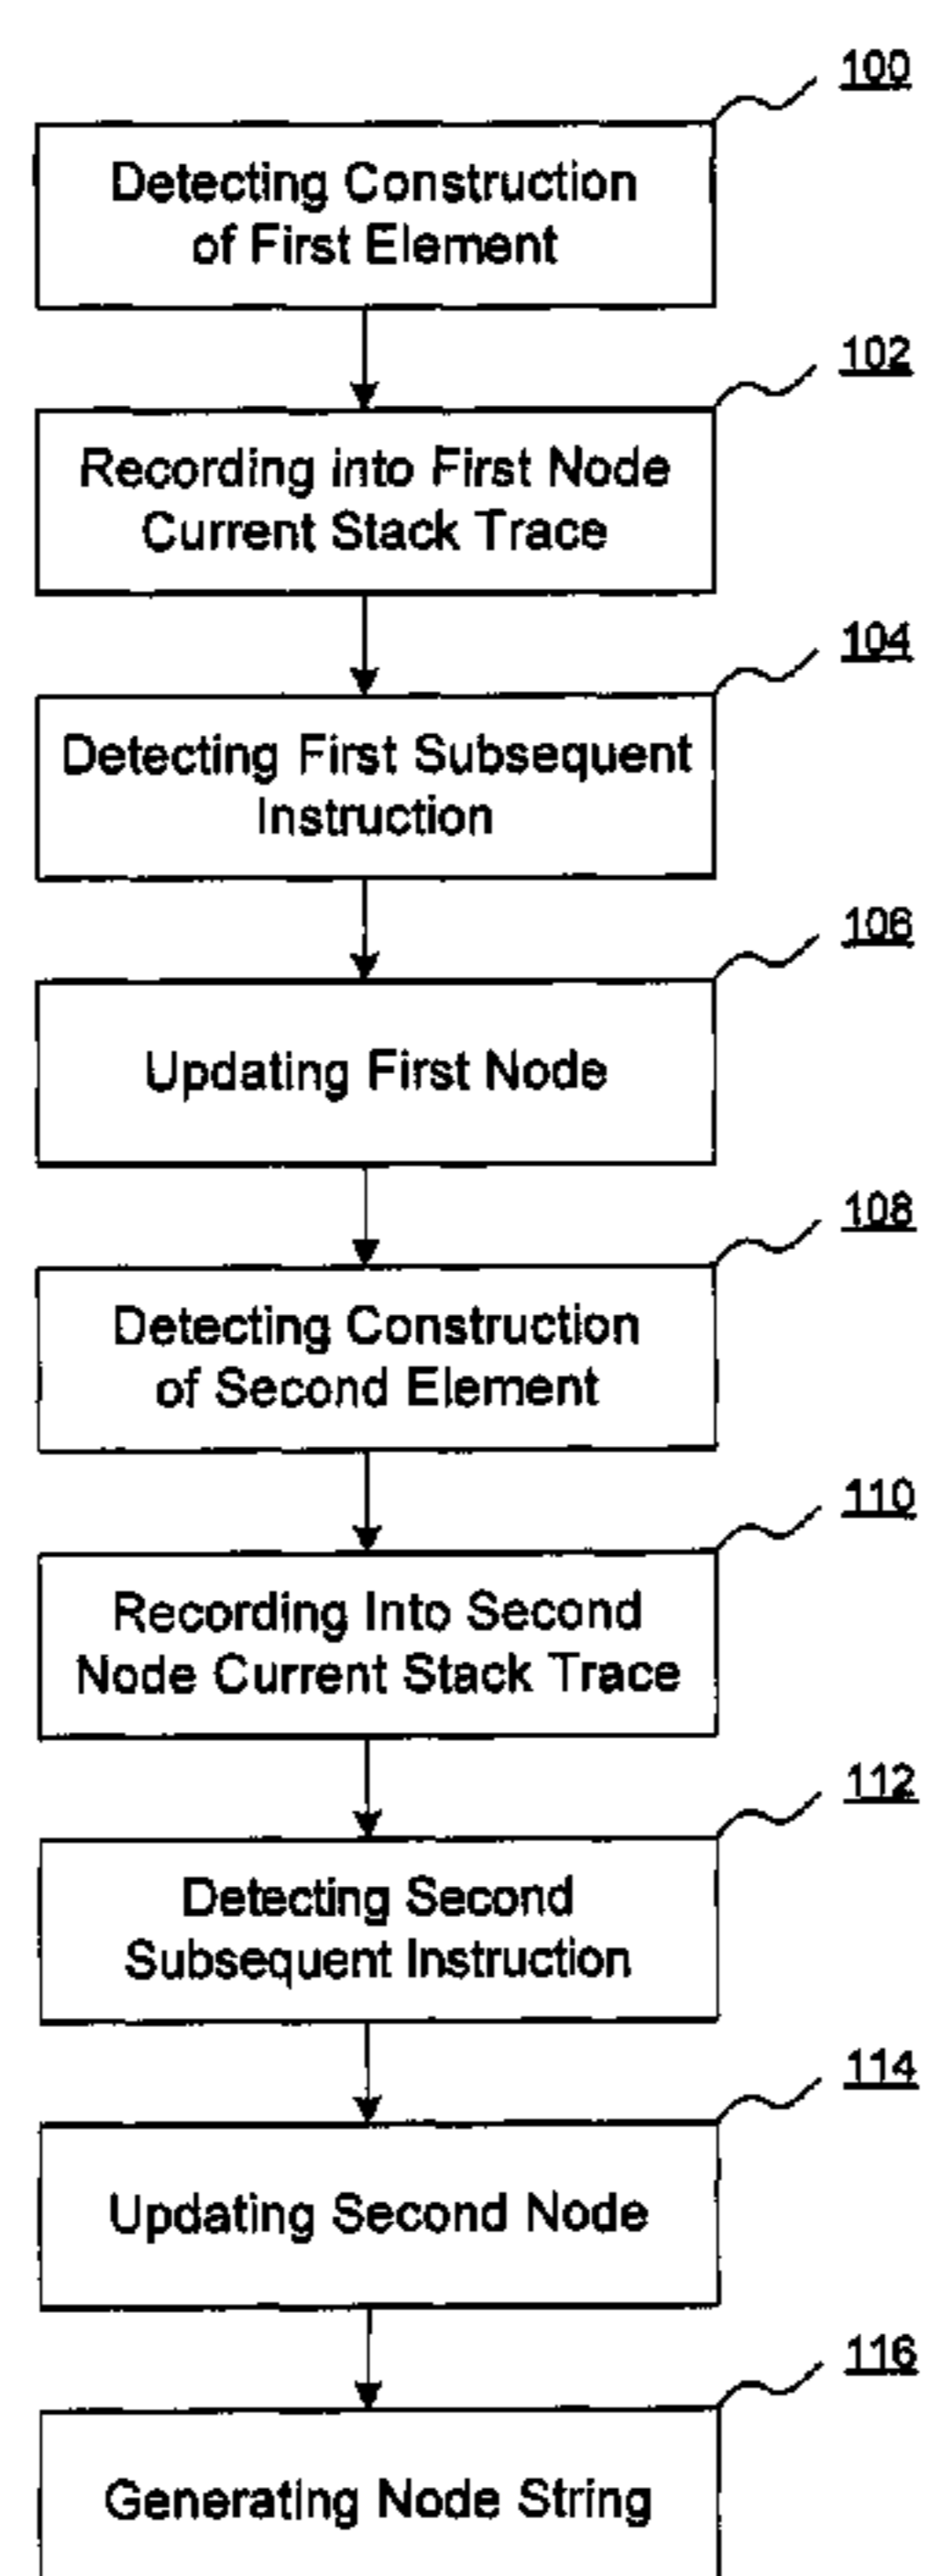 100
Detecting Construction
of First Element
102
Recording into First Node
Current Stack Trace
104
Detecting First Subsequent
Instruction
106
Updating First Node
108
Detecting Construction
of Second Element
110
Recording Into Second
Node Current Stack Trace
112
Detecting Second
Subsequent Instruction
114
Updating Second Node
116
Generating Node String